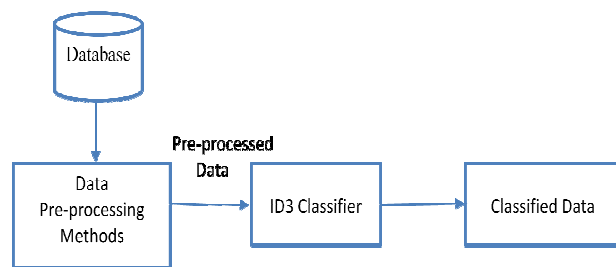 Database
Pre-processed
Data
Data
Pre-processing
Methods
ID3 Classifier
Classified Data